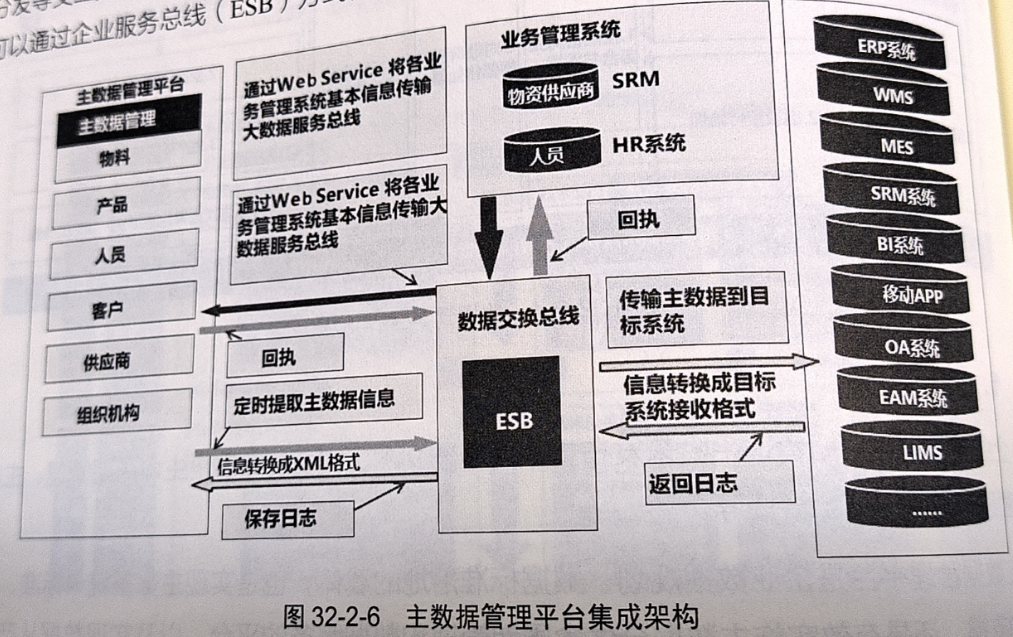 可以通过企业服务总线（ESB）方式
主数据管理平台
主数据管理
物料
产品
人员
客户
供应商
组织机构
通过Web Service 将各业
务管理系统基本信息传输
大数据服务总线
通过Web Service 将各业
务管理系统基本信息传输大
数据服务总线
回执
定时提取主数据信息
信息转换成XML格式
保存日志
业务管理系统
物资供应商
SRM
人员
HR系统
回执
数据交换总线
ESB
传输主数据到目
标系统
信息转换成目标
系统接收格式
返回日志
ERP系统
WMS
MES
SRM系统
BI系统
移动APP
OA系统
EAM系统
LIMS
......
图 32-2-6 主数据管理平台集成架构